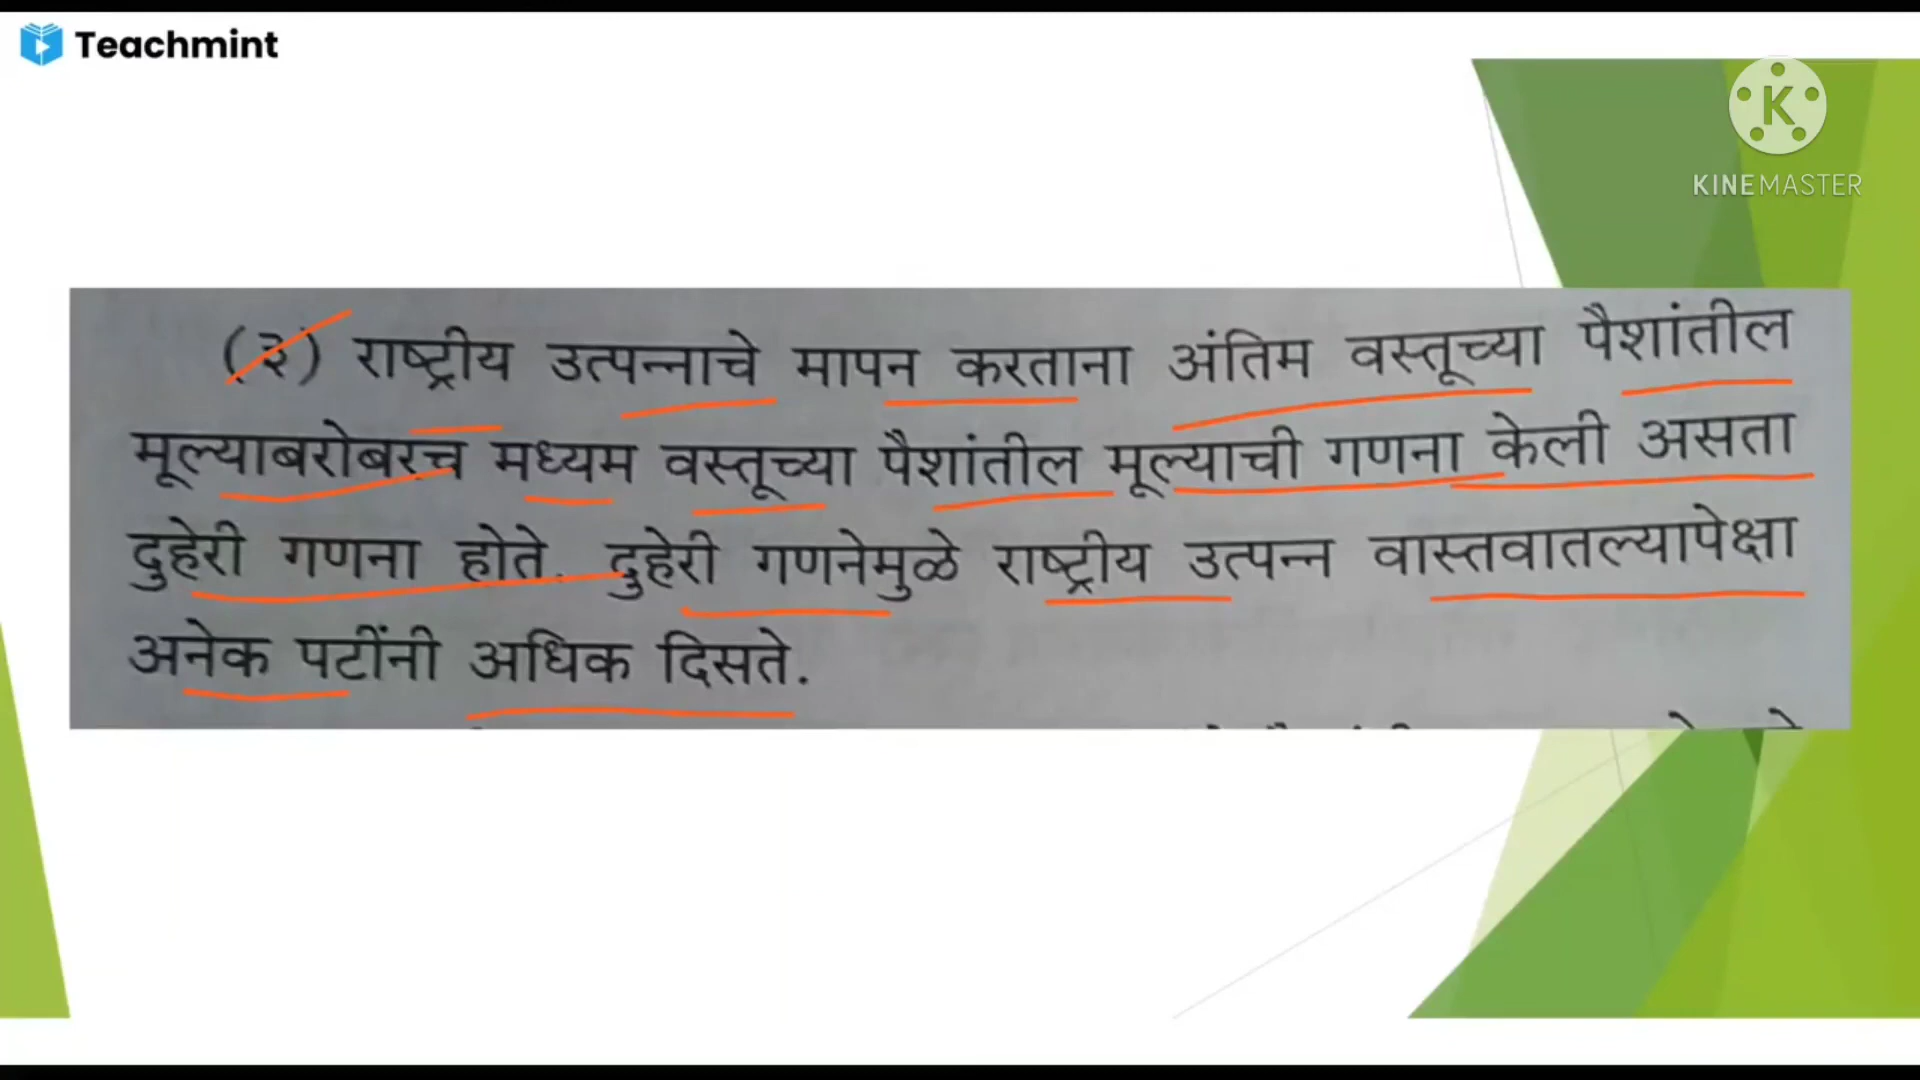 Teachmint
K
KINEMASTER
(३) राष्ट्रीय उत्पन्नाचे मापन करताना अंतिम वस्तूच्या पैशांतील
मूल्याबरोबरच मध्यम वस्तूच्या पैशांतील मूल्याची गणना केली असता
दुहेरी गणना होते. दुहेरी गणनेमुळे राष्ट्रीय उत्पन्न वास्तवातल्यापेक्षा
अनेक पटींनी अधिक दिसते.